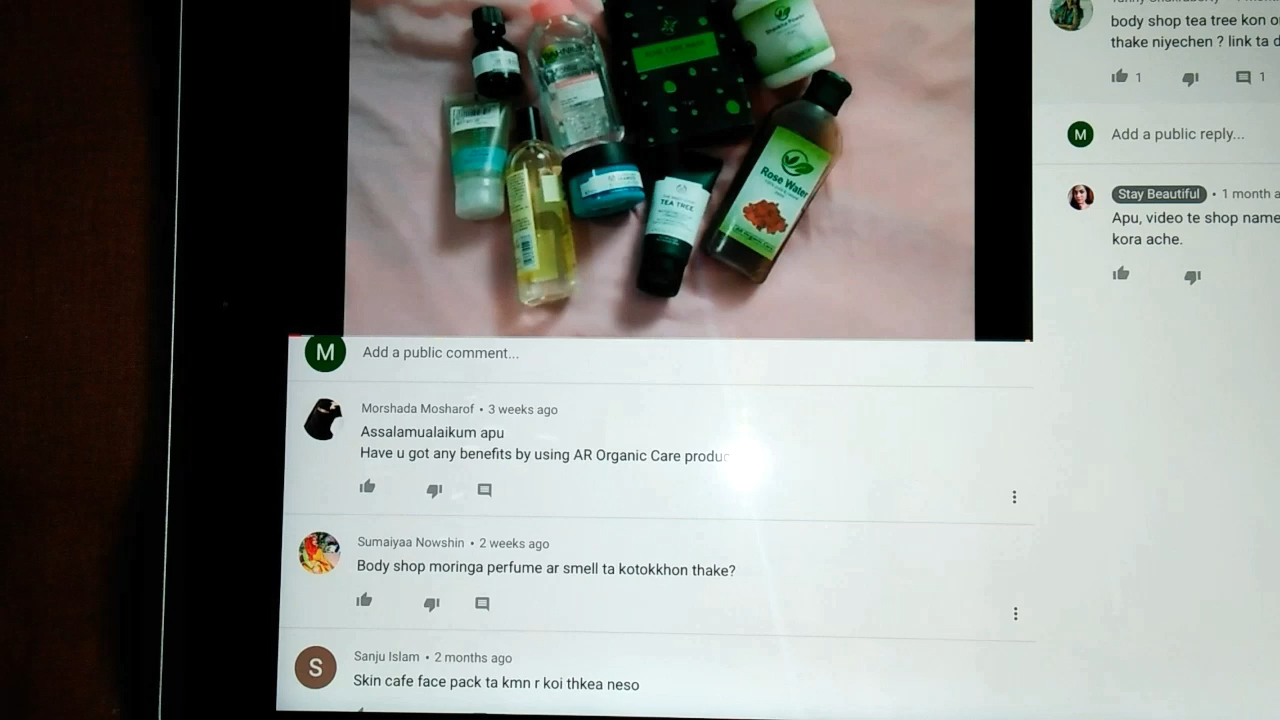 GARNIER
TEA TREE
Rose Water
M
Add a public comment...
Morshada Mosharof • 3 weeks ago
Assalamualaikum apu
Have u got any benefits by using AR Organic Care
Sumaiyaa Nowshin • 2 weeks ago
Body shop moringa perfume ar smell ta kotokkhon thake?
S
Sanju Islam • 2 months ago
Skin cafe face pack ta kmn r koi thkea neso
body shop tea tree kon
thake niyechen ? link ta
1
1
M
Add a public reply...
Stay Beautiful • 1 month
Apu, video te shop name
kora ache.